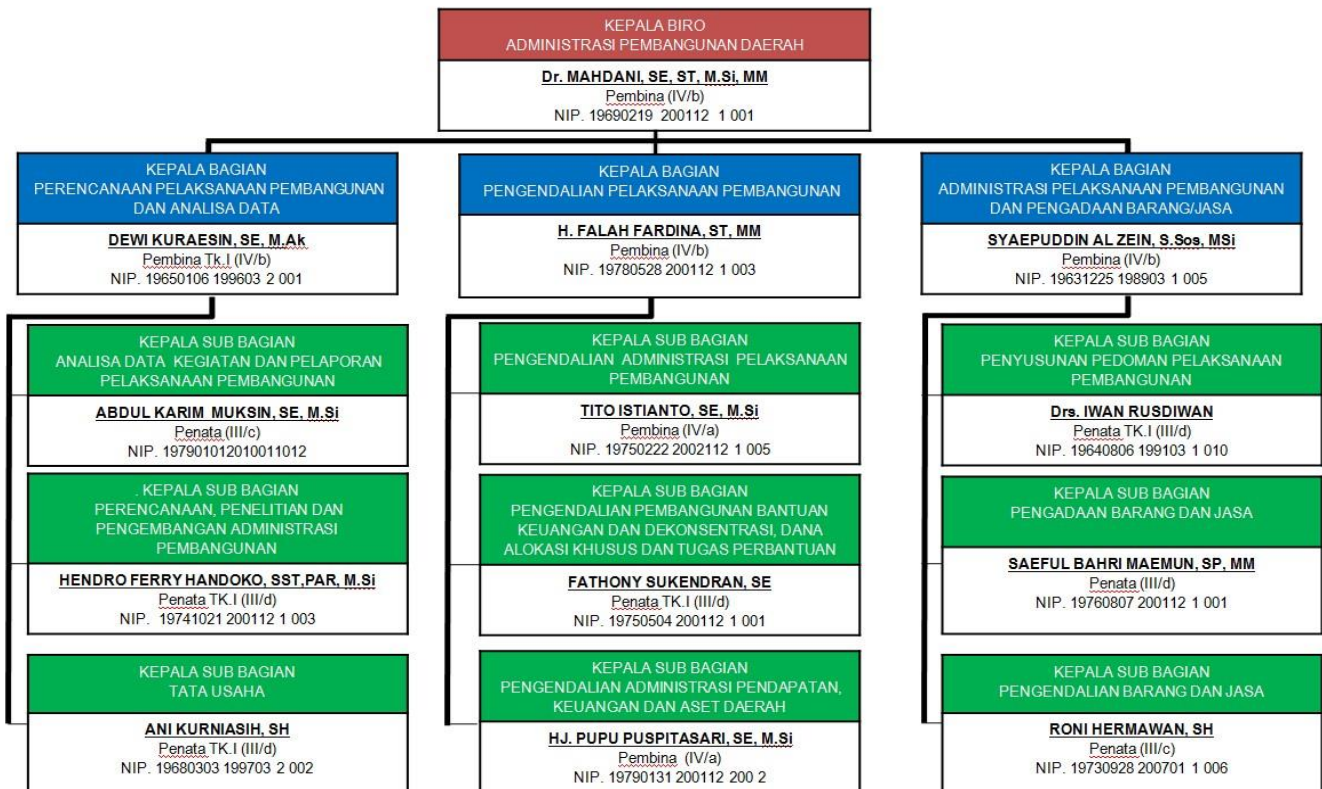 KEPALA BIRO
ADMINISTRASI PEMBANGUNAN DAERAH
Dr. MAHDANI, SE, ST, M.Si, MM
Pembina (IV/b)
NIP. 19690219 200112 1 001
KEPALA BAGIAN
PERENCANAAN PELAKSANAAN PEMBANGUNAN
DAN ANALISA DATA
DEWI KURAESIN, SE, M.Ak
Pembina Tk.I (IV/b)
NIP. 19650106 199603 2 001
KEPALA SUB BAGIAN
ANALISA DATA KEGIATAN DAN PELAPORAN
PELAKSANAAN PEMBANGUNAN
ABDUL KARIM MUKSIN, SE, M.Si
Penata (III/c)
NIP. 197901012010011012
. KEPALA SUB BAGIAN
PERENCANAAN, PENELITIAN DAN
PENGEMBANGAN ADMINISTRASI
PEMBANGUNAN
HENDRO FERRY HANDOKO, SST,PAR, M.Si
Penata TK.I (III/d)
NIP. 19741021 200112 1 003
KEPALA SUB BAGIAN
TATA USAHA
ANI KURNIASIH, SH
Penata TK.I (III/d)
NIP. 19680303 199703 2 002
KEPALA BAGIAN
PENGENDALIAN PELAKSANAAN PEMBANGUNAN
H. FALAH FARDINA, ST, MM
Pembina (IV/b)
NIP. 19780528 200112 1 003
KEPALA SUB BAGIAN
PENGENDALIAN ADMINISTRASI PELAKSANAAN
PEMBANGUNAN
TITO ISTIANTO, SE, M.Si
Pembina (IV/a)
NIP. 19750222 2002112 1 005
KEPALA SUB BAGIAN
PENGENDALIAN PEMBANGUNAN BANTUAN
KEUANGAN DAN DEKONSENTRASI, DANA
ALOKASI KHUSUS DAN TUGAS PERBANTUAN
FATHONY SUKENDRAN, SE
Penata TK.I (III/d)
NIP. 19750504 200112 1 001
KEPALA SUB BAGIAN
PENGENDALIAN ADMINISTRASI PENDAPATAN,
KEUANGAN DAN ASET DAERAH
HJ. PUPU PUSPITASARI, SE, M.Si
Pembina (IV/a)
NIP. 19790131 200112 200 2
KEPALA BAGIAN
ADMINISTRASI PELAKSANAAN PEMBANGUNAN
DAN PENGADAAN BARANG/JASA
SYAEPUDDIN AL ZEIN, S.Sos, MSi
Pembina (IV/b)
NIP. 19631225 198903 1 005
KEPALA SUB BAGIAN
PENYUSUNAN PEDOMAN PELAKSANAAN
PEMBANGUNAN
Drs. IWAN RUSDIWAN
Penata TK.I (III/d)
NIP. 19640806 199103 1 010
KEPALA SUB BAGIAN
PENGADAAN BARANG DAN JASA
SAEFUL BAHRI MAEMUN, SP, MM
Penata (III/d)
NIP. 19760807 200112 1 001
KEPALA SUB BAGIAN
PENGENDALIAN BARANG DAN JASA
RONI HERMAWAN, SH
Penata (III/c)
NIP. 19730928 200701 1 006